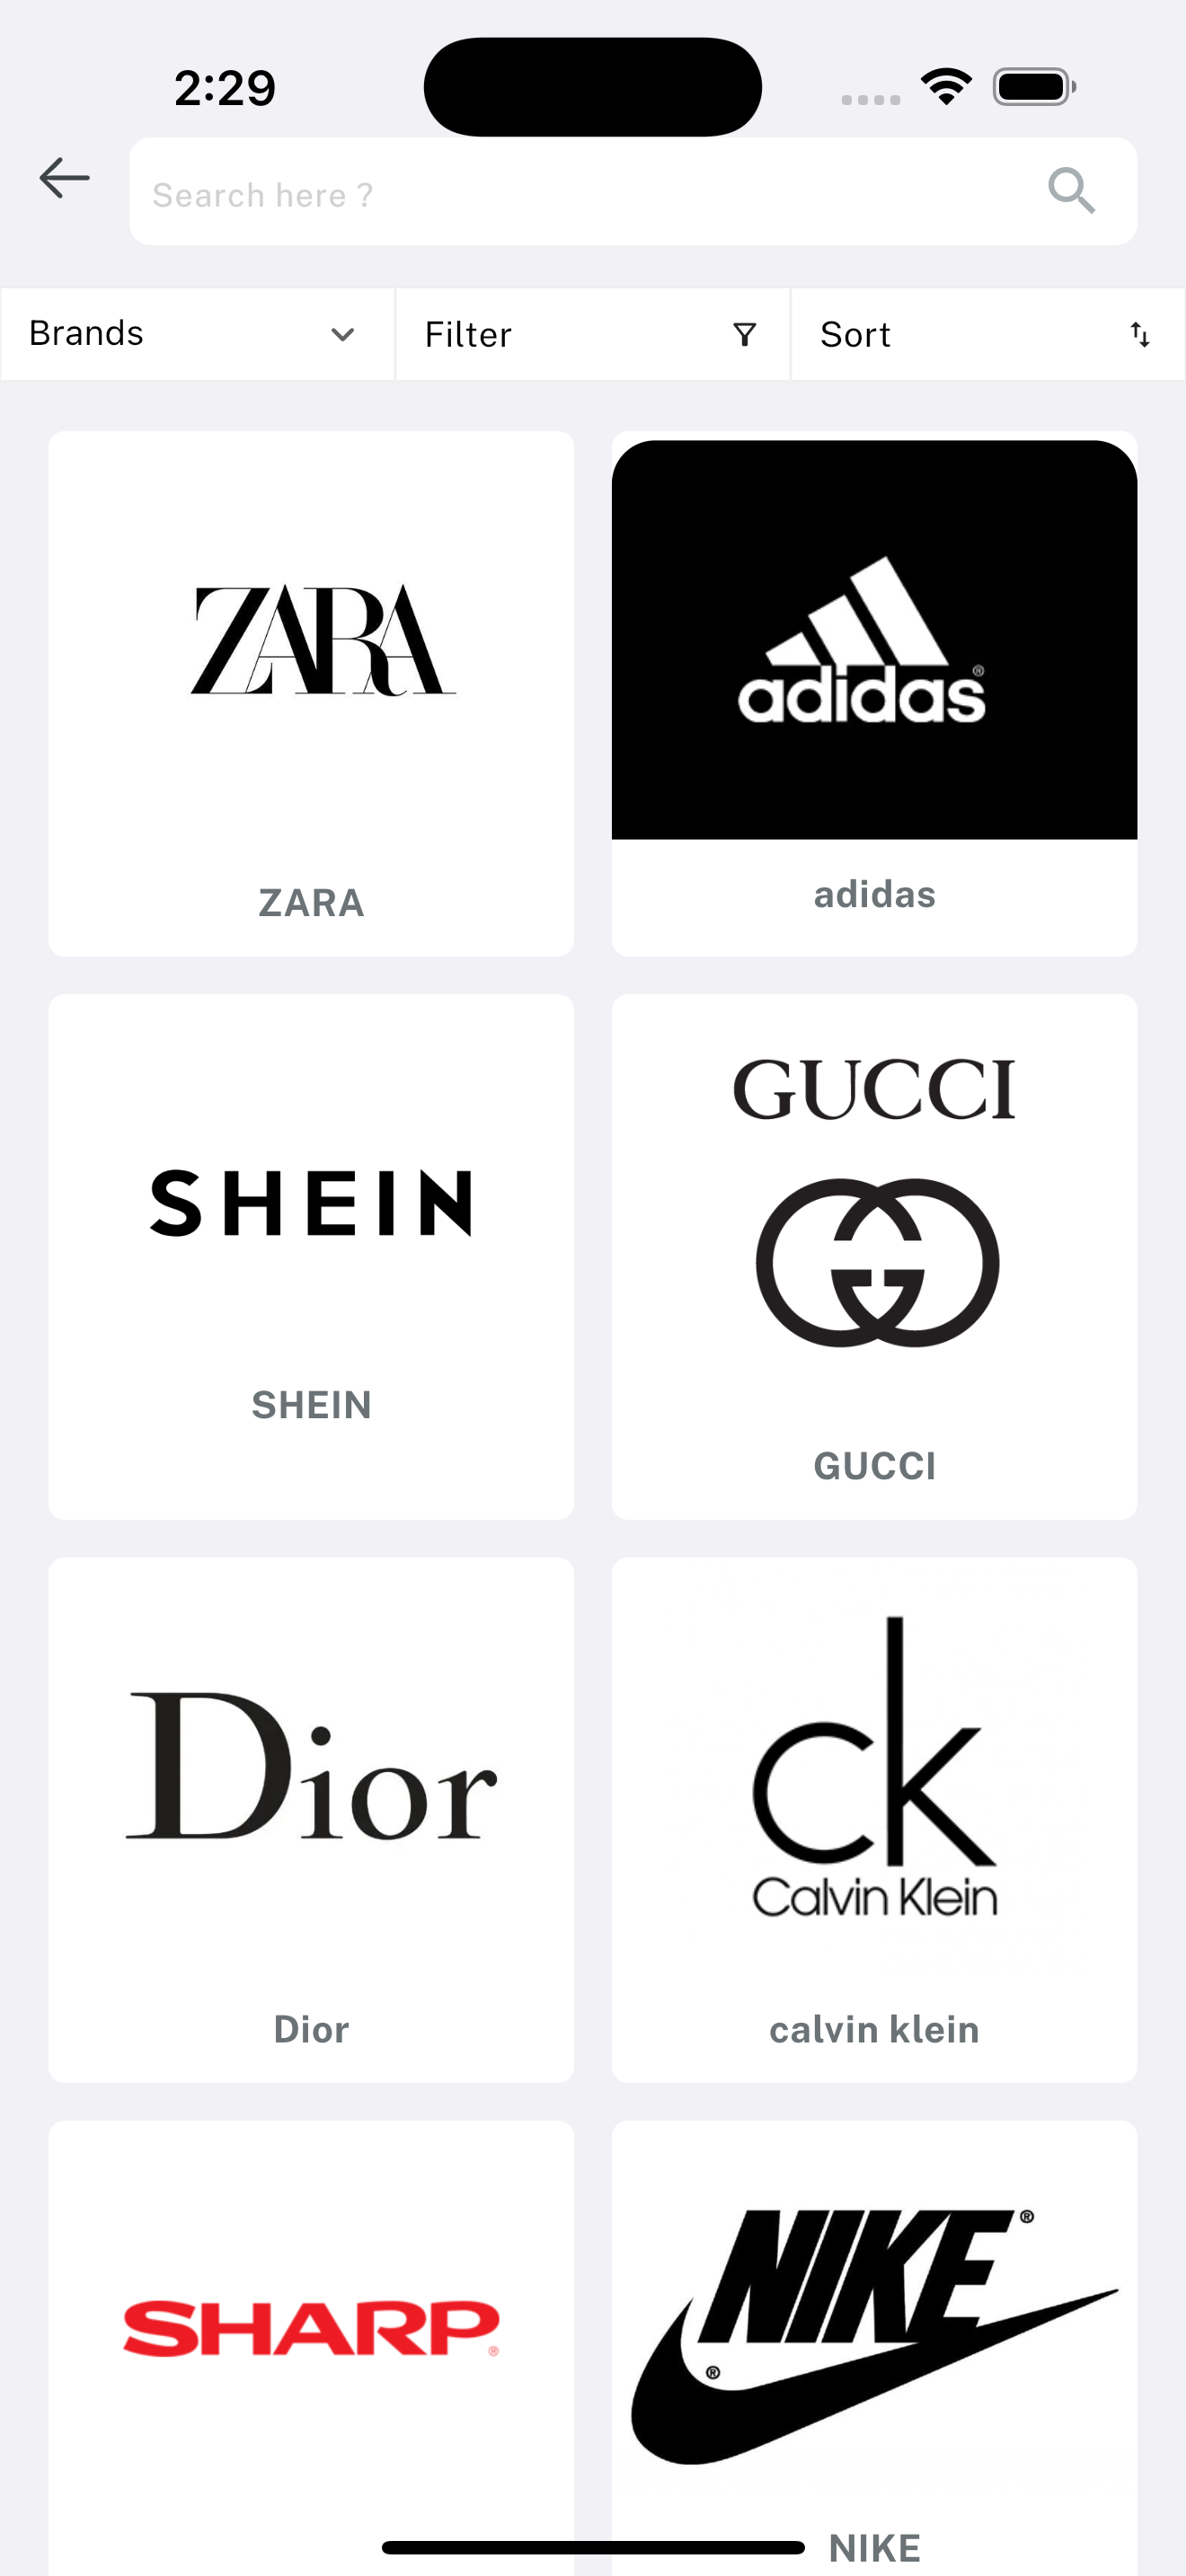 2:29
Search here ?
Brands
Filter
Sort
ZARA
adidas®
ZARA
adidas
SHEIN
GUCCI
SHEIN
GUCCI
Dior
ck
Calvin Klein
Dior
calvin klein
SHARP®
NIKE®
®
NIKE